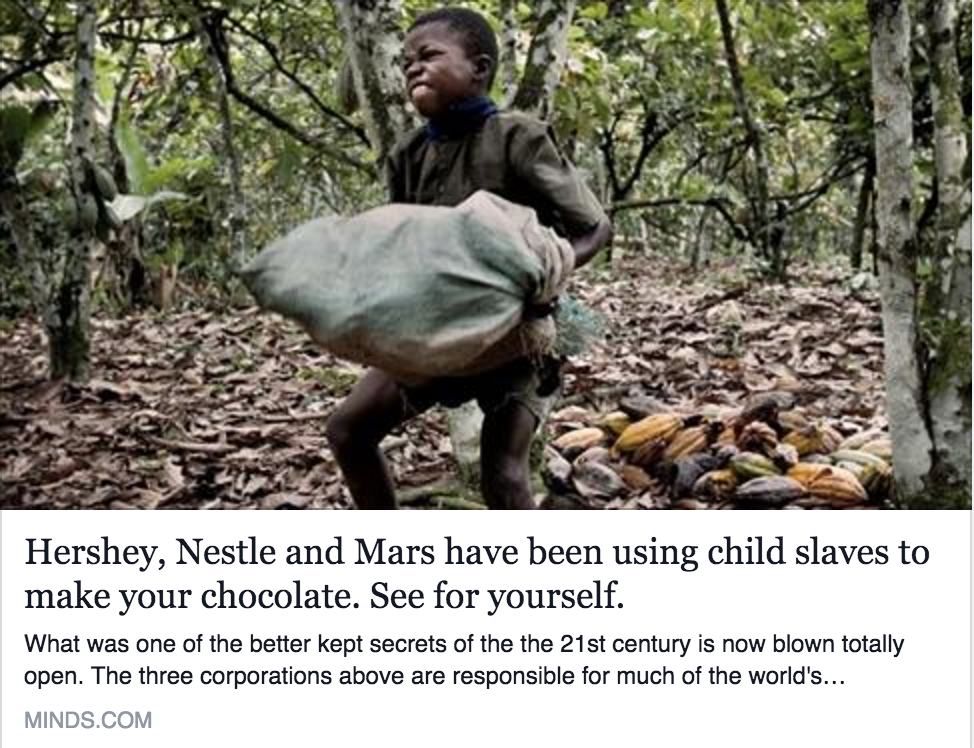 Hershey, Nestle and Mars have been using child slaves to
make your chocolate. See for yourself.
What was one of the better kept secrets of the the 21st century is now blown totally
open. The three corporations above are responsible for much of the world's...
MINDS.COM